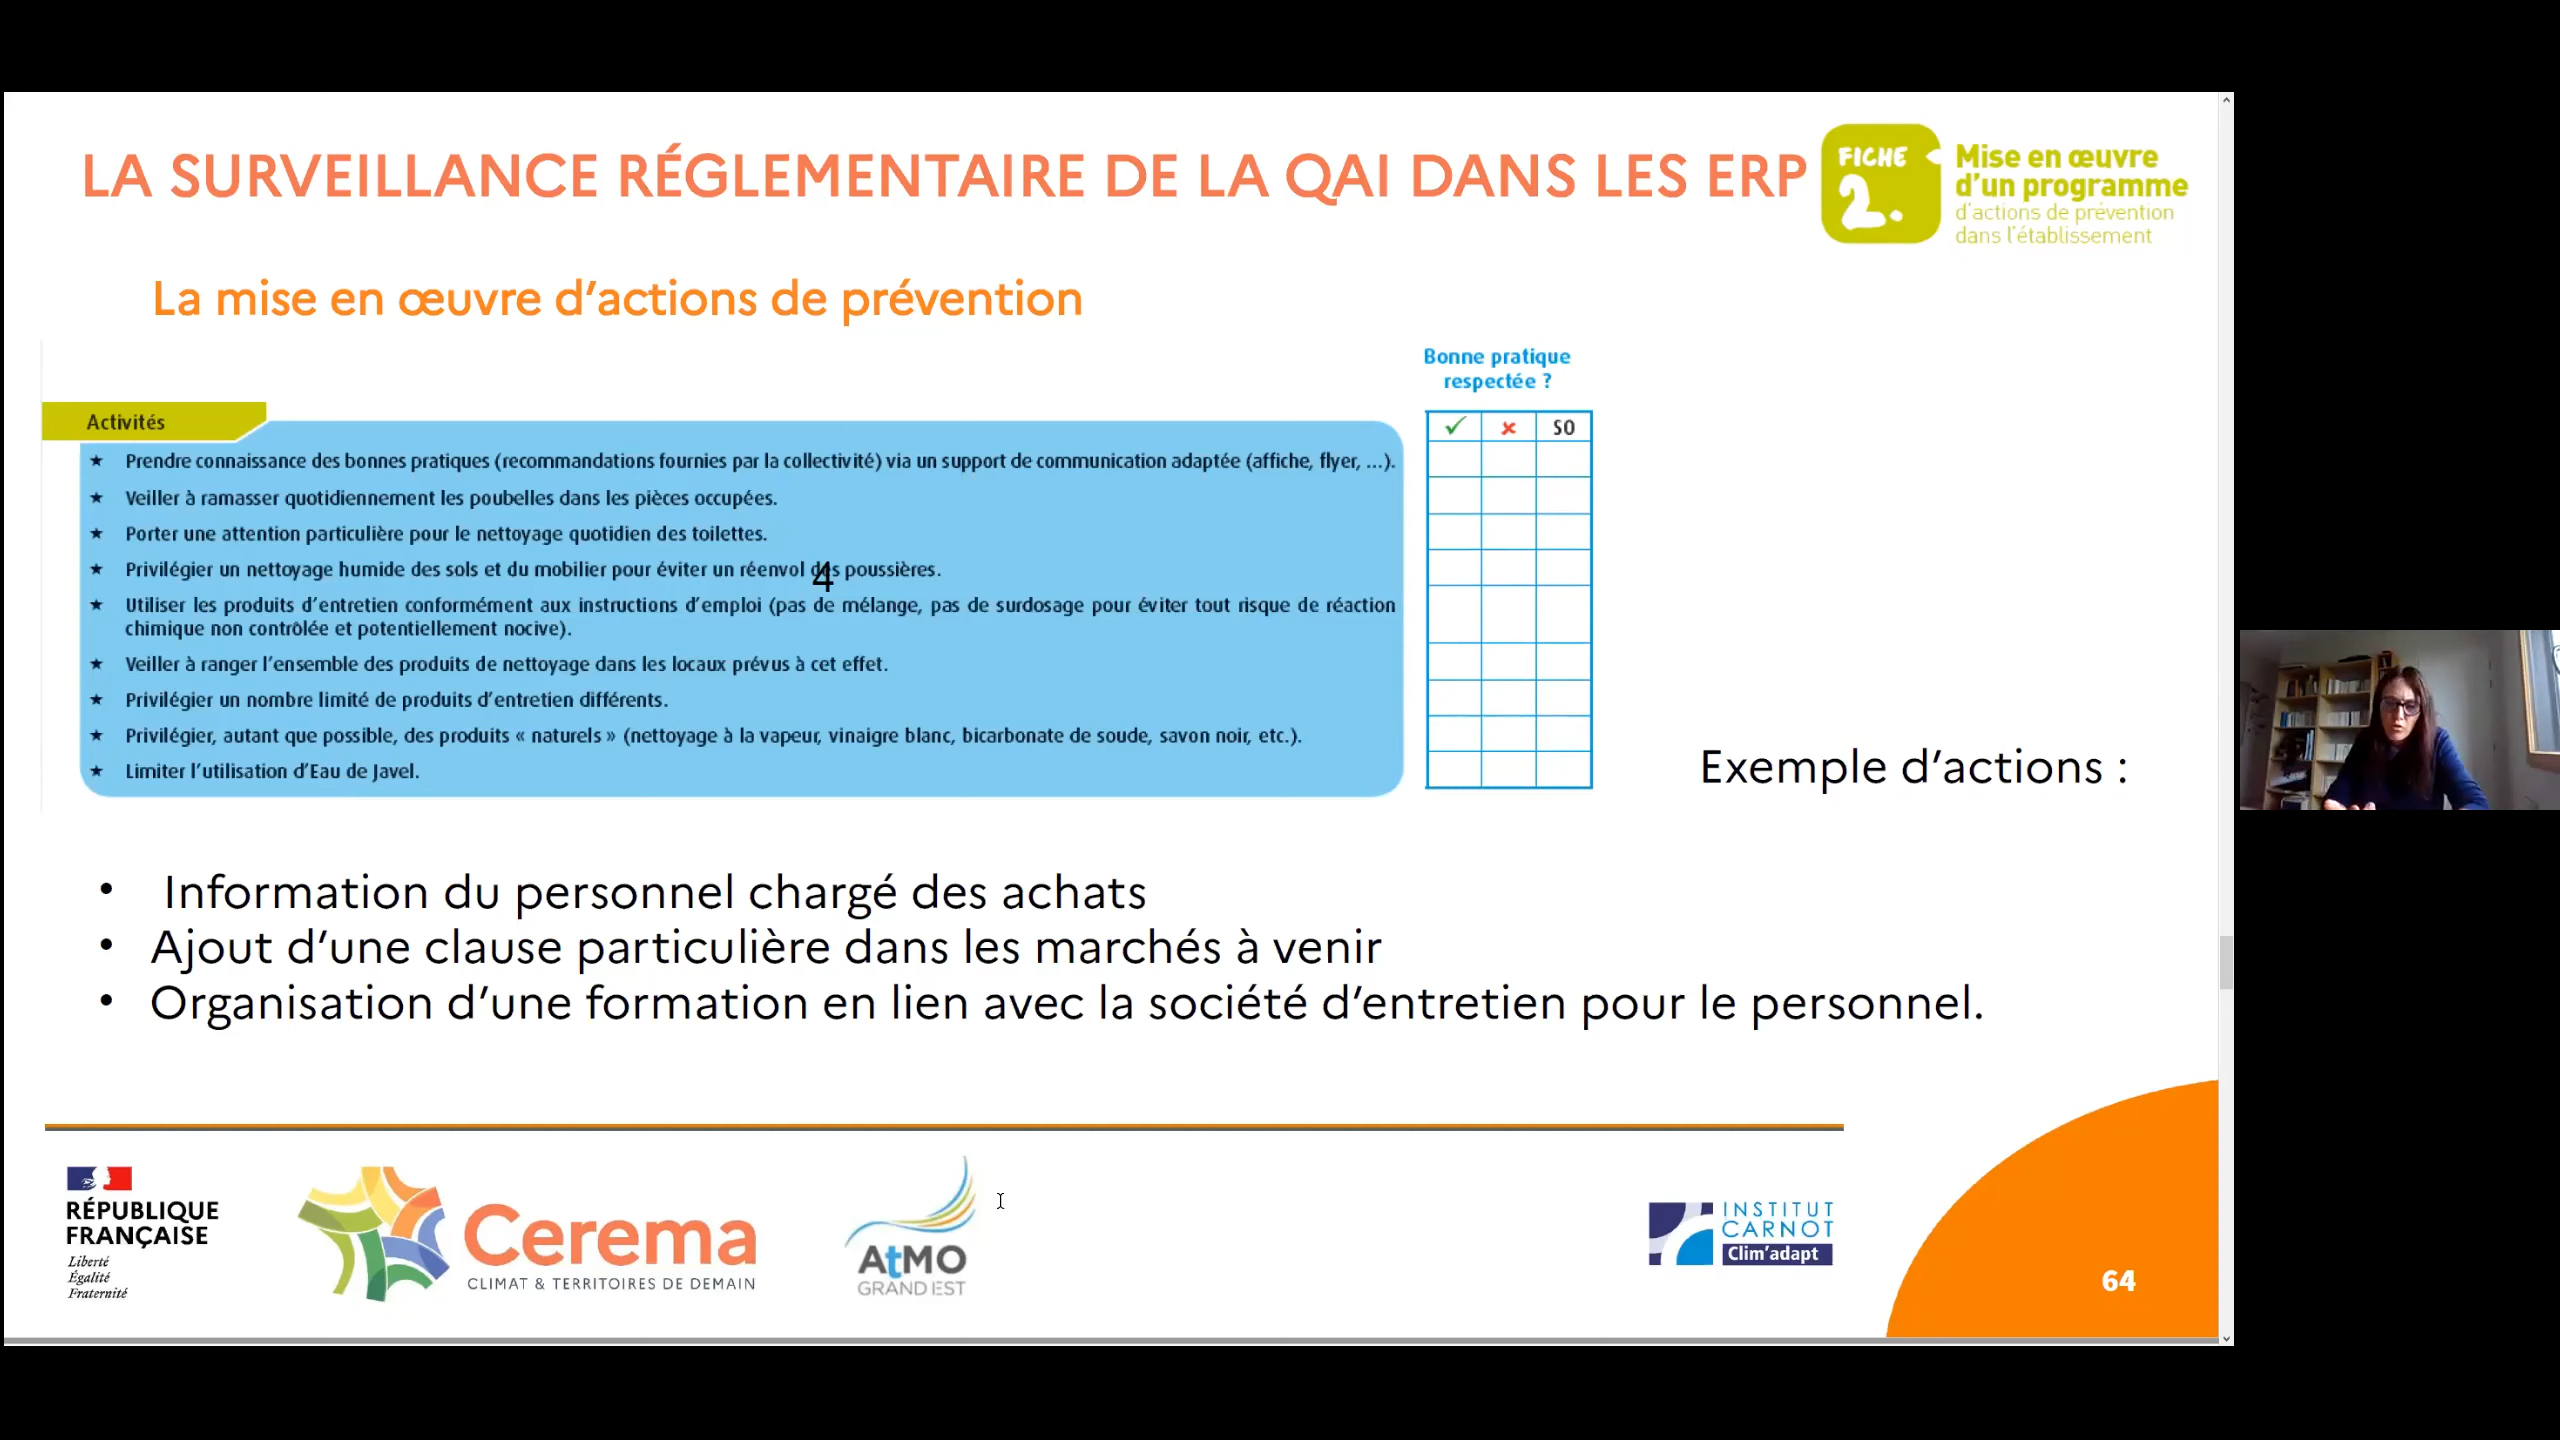 LA SURVEILLANCE RÉGLEMENTAIRE DE LA QAI DANS LES ERP
FICHE
2.
Mise en œuvre
d'un programme
d'actions de prévention
dans l'établissement
La mise en œuvre d'actions de prévention
Bonne pratique
respectée ?
Activités
SO
★ Prendre connaissance des bonnes pratiques (recommandations fournies par la collectivité) via un support de communication adaptée (affiche, flyer, ...).
★ Veiller à ramasser quotidiennement les poubelles dans les pièces occupées.
★ Porter une attention particulière pour le nettoyage quotidien des toilettes.
★ Privilégier un nettoyage humide des sols et du mobilier pour éviter un réenvol des poussières.
4
★ Utiliser les produits d'entretien conformément aux instructions d'emploi (pas de mélange, pas de surdosage pour éviter tout risque de réaction
chimique non contrôlée et potentiellement nocive).
★ Veiller à ranger l'ensemble des produits de nettoyage dans les locaux prévus à cet effet.
★ Privilégier un nombre limité de produits d'entretien différents.
★ Privilégier, autant que possible, des produits « naturels » (nettoyage à la vapeur, vinaigre blanc, bicarbonate de soude, savon noir, etc.).
★ Limiter l'utilisation d'Eau de Javel.
Exemple d'actions :
• Information du personnel chargé des achats
• Ajout d'une clause particulière dans les marchés à venir
• Organisation d'une formation en lien avec la société d'entretien pour le personnel.
RÉPUBLIQUE
FRANÇAISE
Liberté
Égalité
Fraternité
Cerema
CLIMAT & TERRITOIRES DE DEMAIN
AtMO
GRAND EST
INSTITUT
CARNOT
Clim'adapt
64